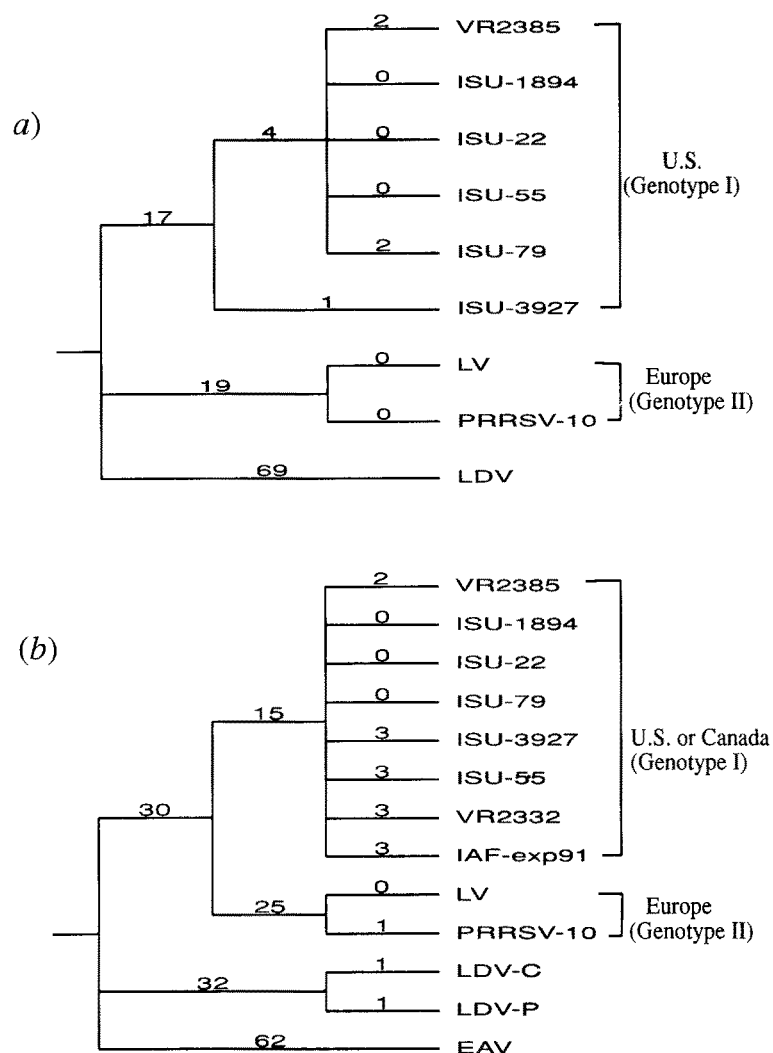 a)
2 VR2385
0 ISU-1894
4 0 ISU-22
U.S.
(Genotype I)
0 ISU-55
17
2 ISU-79
1 ISU-3927
0 LV
19
Europe
(Genotype II)
0 PRRSV-10
69 LDV
(b)
2 VR2385
0 ISU-1894
0 ISU-22
0 ISU-79
15
3 ISU-3927
U.S. or Canada
(Genotype I)
3 ISU-55
30
3 VR2332
3 IAF-exp91
0 LV
25
Europe
(Genotype II)
1 PRRSV-10
1 LDV-C
32
1 LDV-P
62 EAV